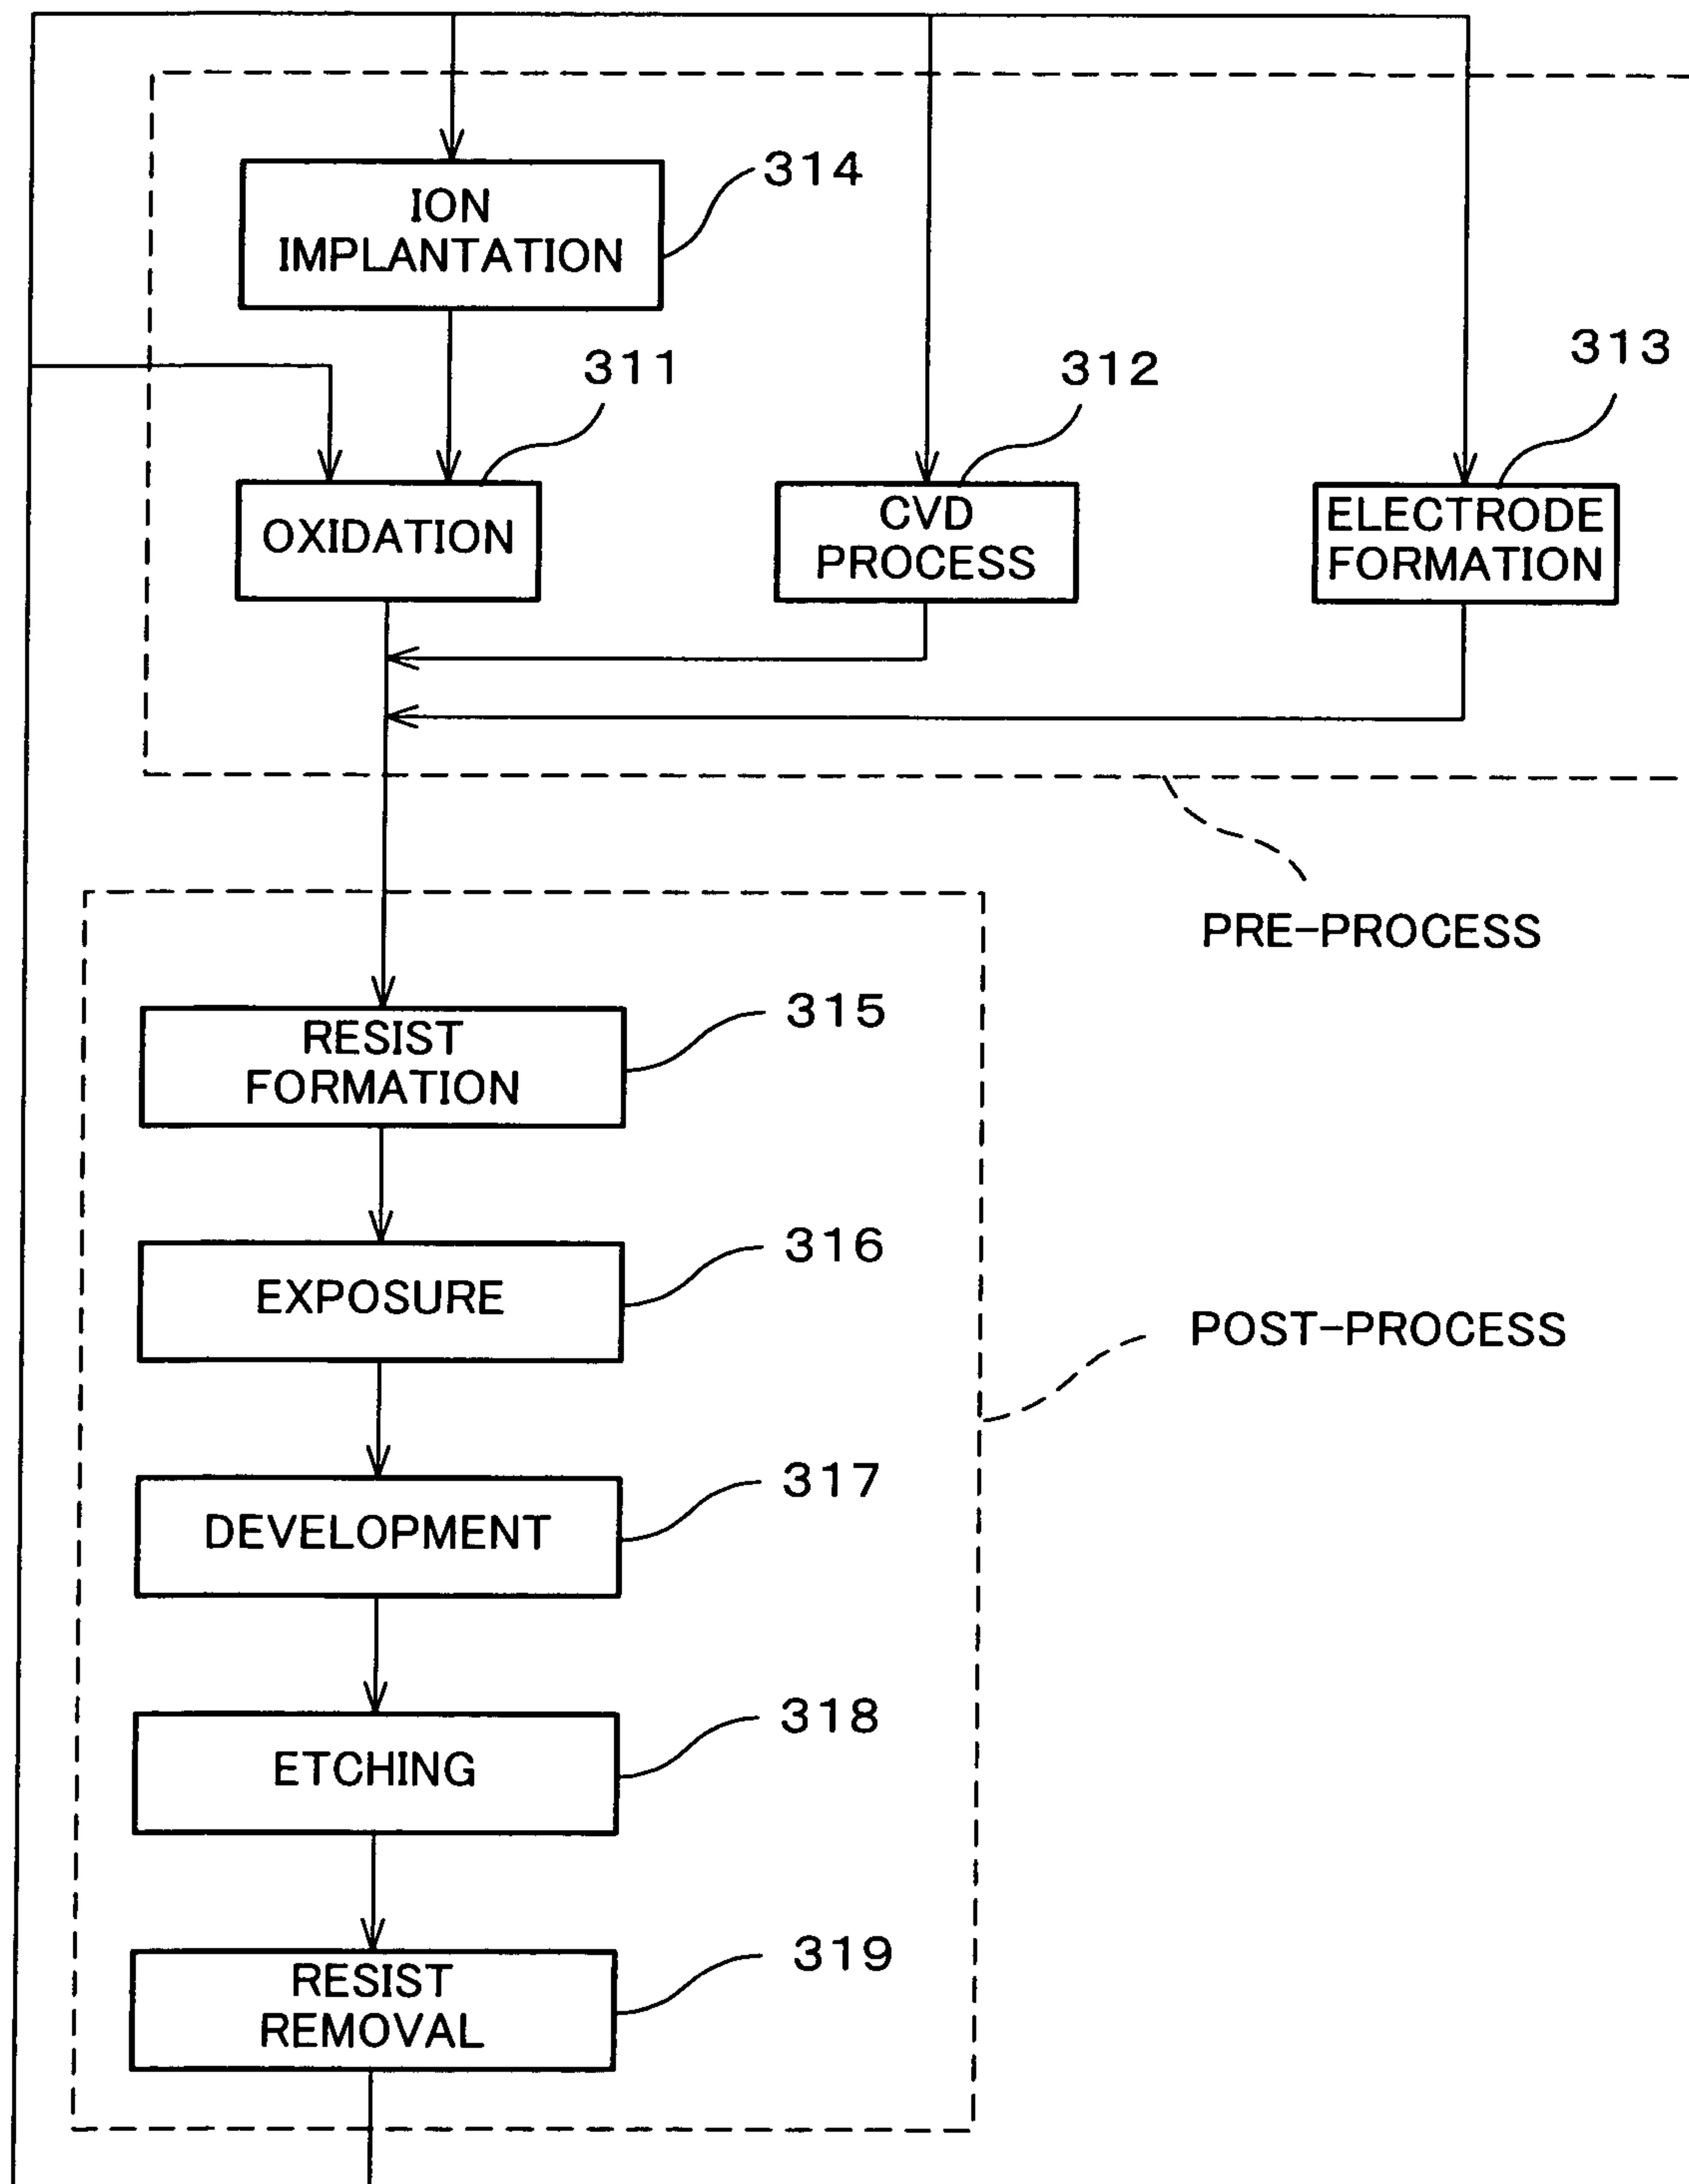 314
ION
IMPLANTATION
311
312
313
OXIDATION
CVD
PROCESS
ELECTRODE
FORMATION
PRE-PROCESS
315
RESIST
FORMATION
316
EXPOSURE
POST-PROCESS
317
DEVELOPMENT
318
ETCHING
319
RESIST
REMOVAL